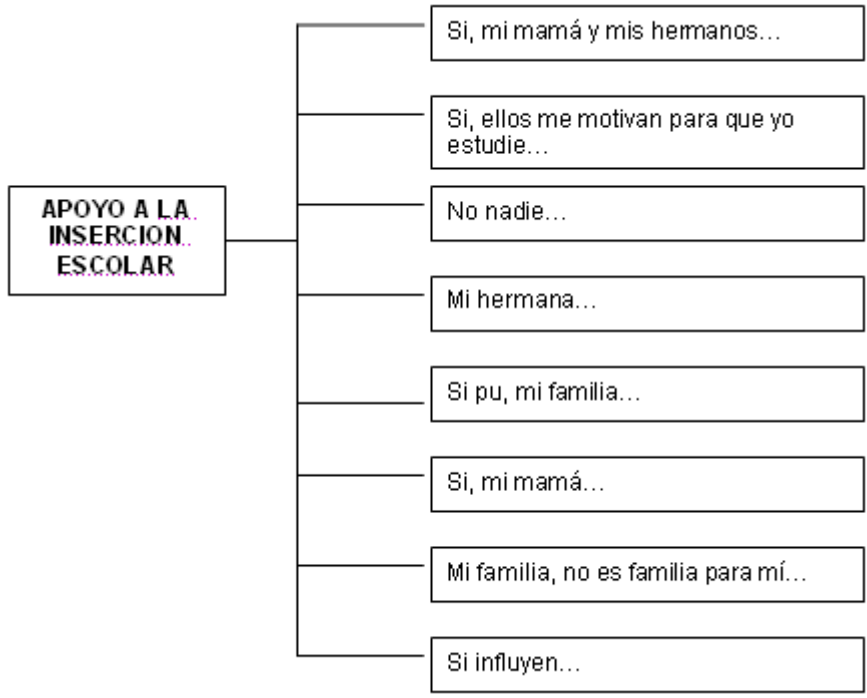 Si, mi mamá y mis hermanos...
Si, ellos me motivan para que yo
estudie...
APOYO A LA
INSERCION
ESCOLAR
No nadie...
Mi hermana...
Si pu, mi familia...
Si, mi mamá...
Mi familia, no es familia para mí...
Si influyen...